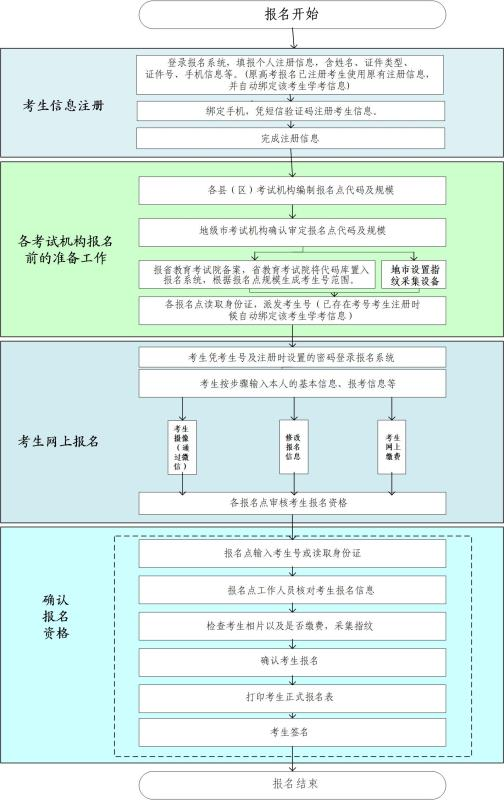 报名开始
考生信息注册
登录报名系统，填报个人注册信息，含姓名、证件类型、
证件号、手机信息等。(原高考报名已注册考生使用原有注册信息，
并自动绑定该考生学考信息)
绑定手机，凭短信验证码注册考生信息。
完成注册信息
各考试机构报名
前的准备工作
各县（区）考试机构编制报名点代码及规模
地级市考试机构确认审定报名点代码及规模
报省教育考试院备案，省教育考试院将代码库置入
报名系统，根据报名点规模生成考生号范围。
地市设置指
纹采集设备
各报名点读取身份证，派发考生号（已存在考号考生注册时
候自动绑定该考生学考信息）
考生网上报名
考生凭考生号及注册时设置的密码登录报名系统
考生按步骤输入本人的基本信息、报考信息等
考生
摄像
（通
过微
信）
修改
报名
信息
考生
网上
缴费
各报名点审核考生报名资格
确认
报名
资格
报名点输入考生号或读取身份证
报名点工作人员核对考生报名信息
检查考生相片以及是否缴费，采集指纹
确认考生报名
打印考生正式报名表
考生签名
报名结束